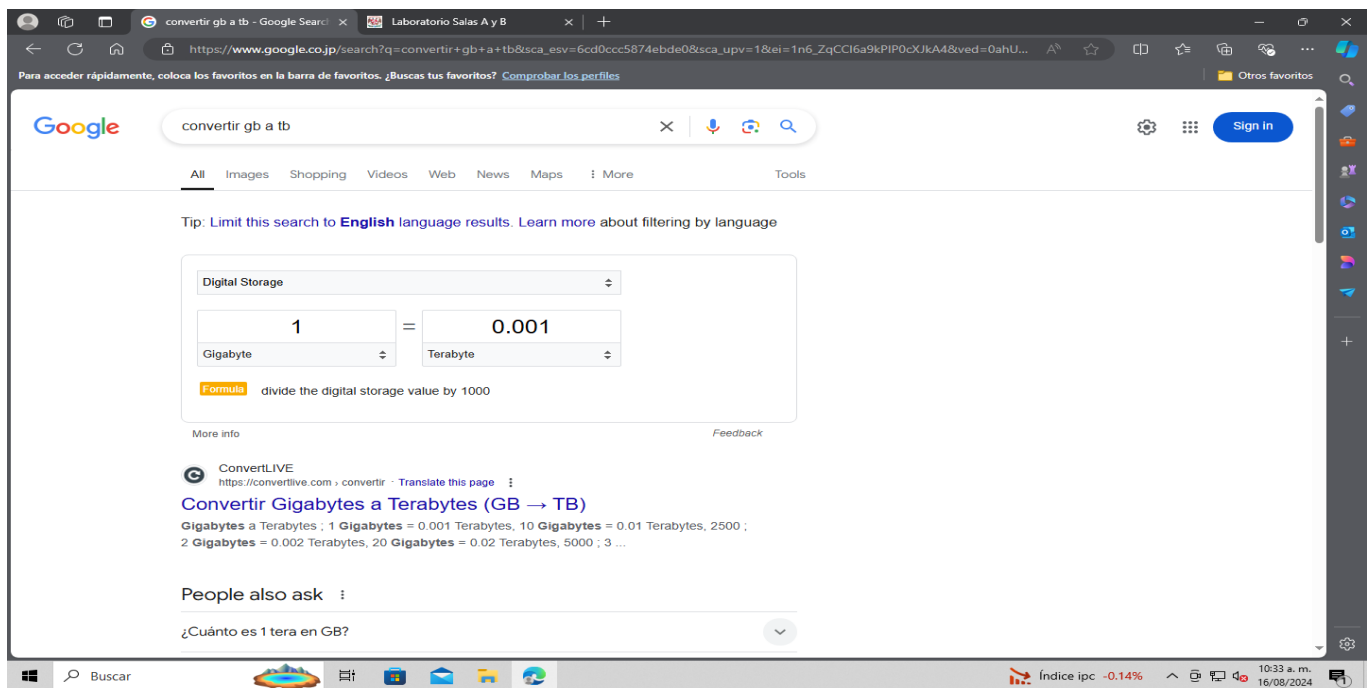 convertir gb a tb - Google Search
Laboratorio Salas A y B
https://www.google.co.jp/search?q=convertir+gb+a+tb&sca_esv=6cd0ccc5874ebde0&sca_upv=1&ei=1n6_ZqCCI6a9kPIP0cXJkA4&ved=0ahU...
Para acceder rápidamente, coloca los favoritos en la barra de favoritos. ¿Buscas tus favoritos? Comprobar los perfiles
Otros favoritos
Google
convertir gb a tb
Sign in
All Images Shopping Videos Web News Maps More Tools
Tip: Limit this search to English language results. Learn more about filtering by language
Digital Storage
1 = 0.001
Gigabyte Terabyte
Formula divide the digital storage value by 1000
More info Feedback
ConvertLIVE
https://convertlive.com › convertir · Translate this page
Convertir Gigabytes a Terabytes (GB → TB)
Gigabytes a Terabytes ; 1 Gigabytes = 0.001 Terabytes, 10 Gigabytes = 0.01 Terabytes, 2500 ;
2 Gigabytes = 0.002 Terabytes, 20 Gigabytes = 0.02 Terabytes, 5000 ; 3 ...
People also ask
¿Cuánto es 1 tera en GB?
Buscar
Índice ipc -0.14%
10:33 a. m.
16/08/2024
1